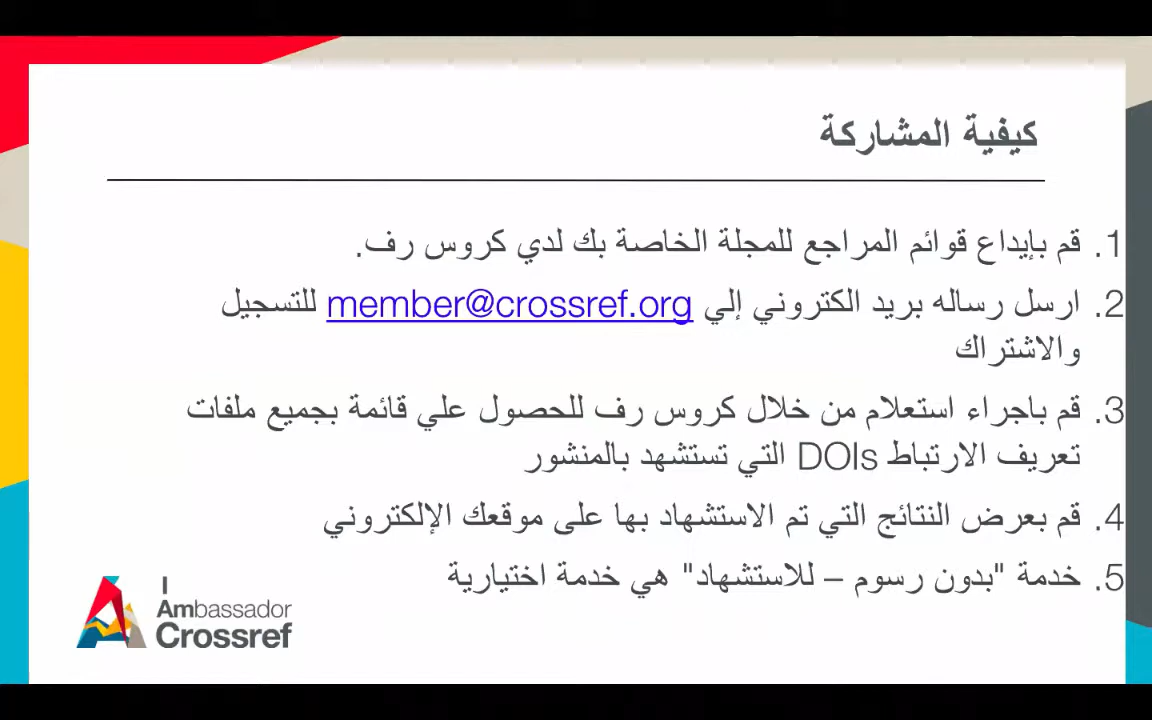 كيفية المشاركة
1. قم بإيداع قوائم المراجع للمجلة الخاصة بك لدي كروس رف.
2. ارسل رساله بريد الكتروني إلي member@crossref.org للتسجيل
والاشتراك
3. قم باجراء استعلام من خلال كروس رف للحصول علي قائمة بجميع ملفات
تعريف الارتباط DOIs التي تستشهد بالمنشور
4. قم بعرض النتائج التي تم الاستشهاد بها على موقعك الإلكتروني
5. خدمة "بدون رسوم – للاستشهاد" هي خدمة اختيارية
I
Ambassador
Crossref